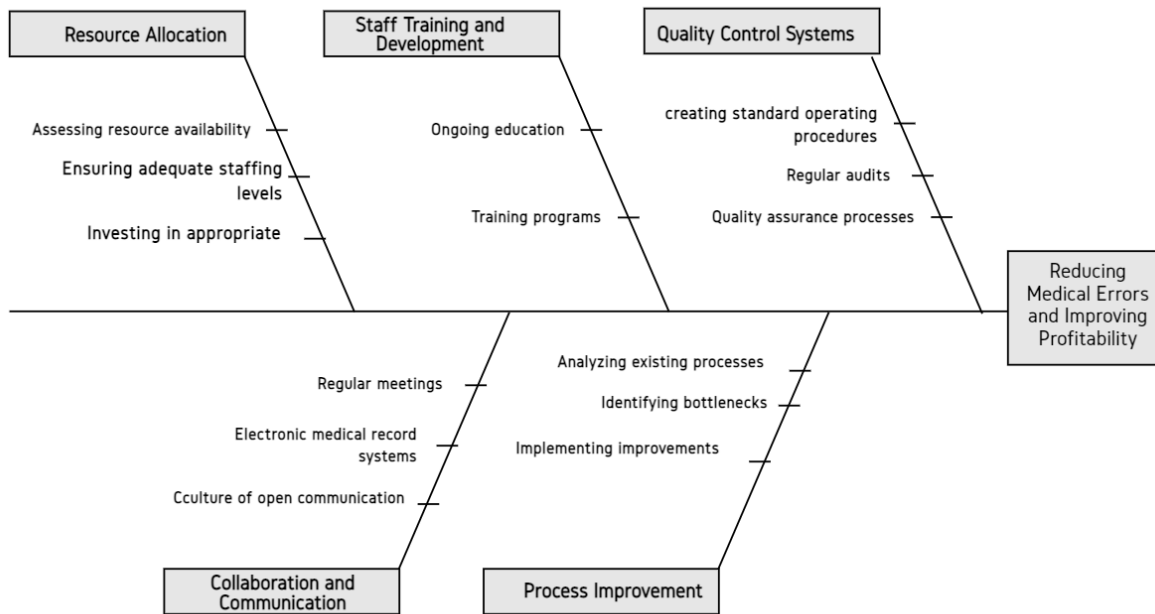 Resource Allocation
Staff Training and
Development
Quality Control Systems
Assessing resource availability
Ensuring adequate staffing
levels
Investing in appropriate
Ongoing education
Training programs
creating standard operating
procedures
Regular audits
Quality assurance processes
Reducing
Medical Errors
and Improving
Profitability
Regular meetings
Electronic medical record
systems
Cculture of open communication
Analyzing existing processes
Identifying bottlenecks
Implementing improvements
Collaboration and
Communication
Process Improvement